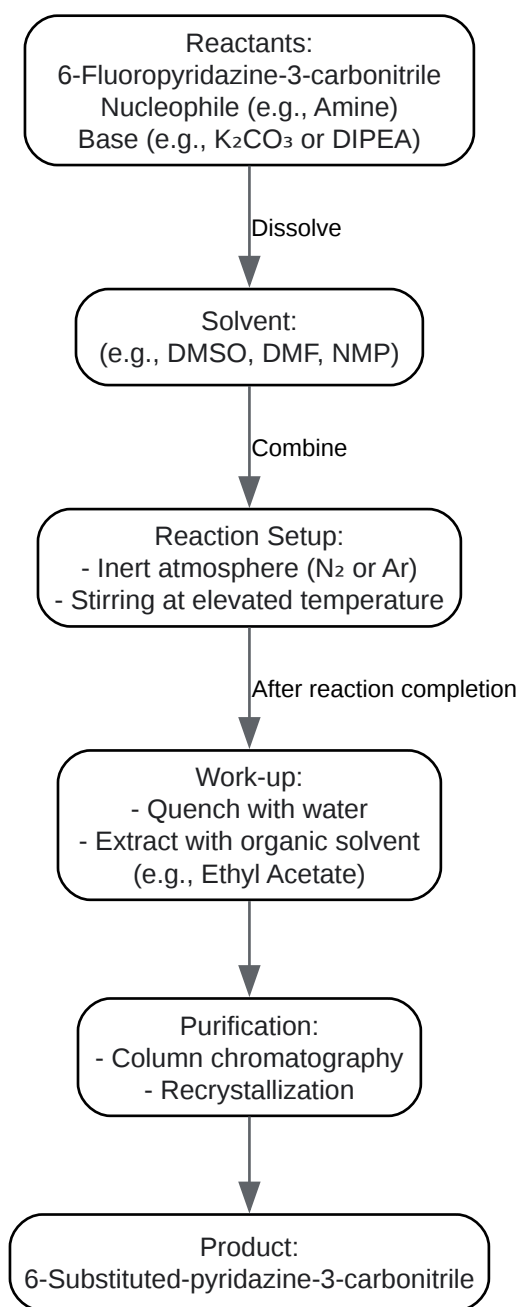 Reactants:
6-Fluoropyridazine-3-carbonitrile
Nucleophile (e.g., Amine)
Base (e.g., K₂CO₃ or DIPEA)
Dissolve
Solvent:
(e.g., DMSO, DMF, NMP)
Combine
Reaction Setup:
- Inert atmosphere (N₂ or Ar)
- Stirring at elevated temperature
After reaction completion
Work-up:
- Quench with water
- Extract with organic solvent
(e.g., Ethyl Acetate)
Purification:
- Column chromatography
- Recrystallization
Product:
6-Substituted-pyridazine-3-carbonitrile